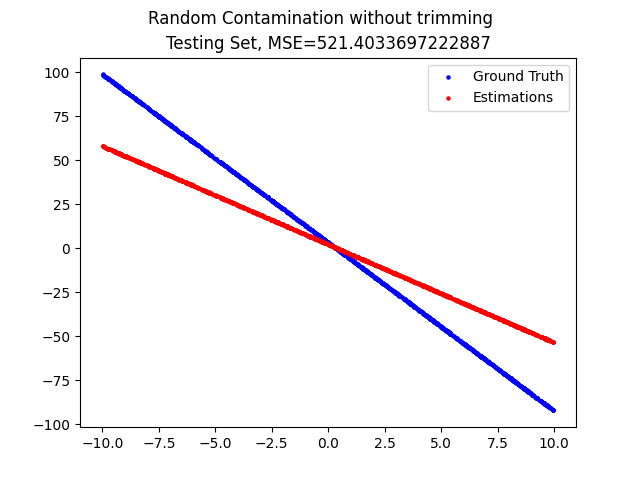 Random Contamination without trimming
Testing Set, MSE=521.4033697222887
Ground Truth
Estimations
100
75
50
25
0
−25
−50
−75
−100
−10.0 −7.5 −5.0 −2.5 0.0 2.5 5.0 7.5 10.0